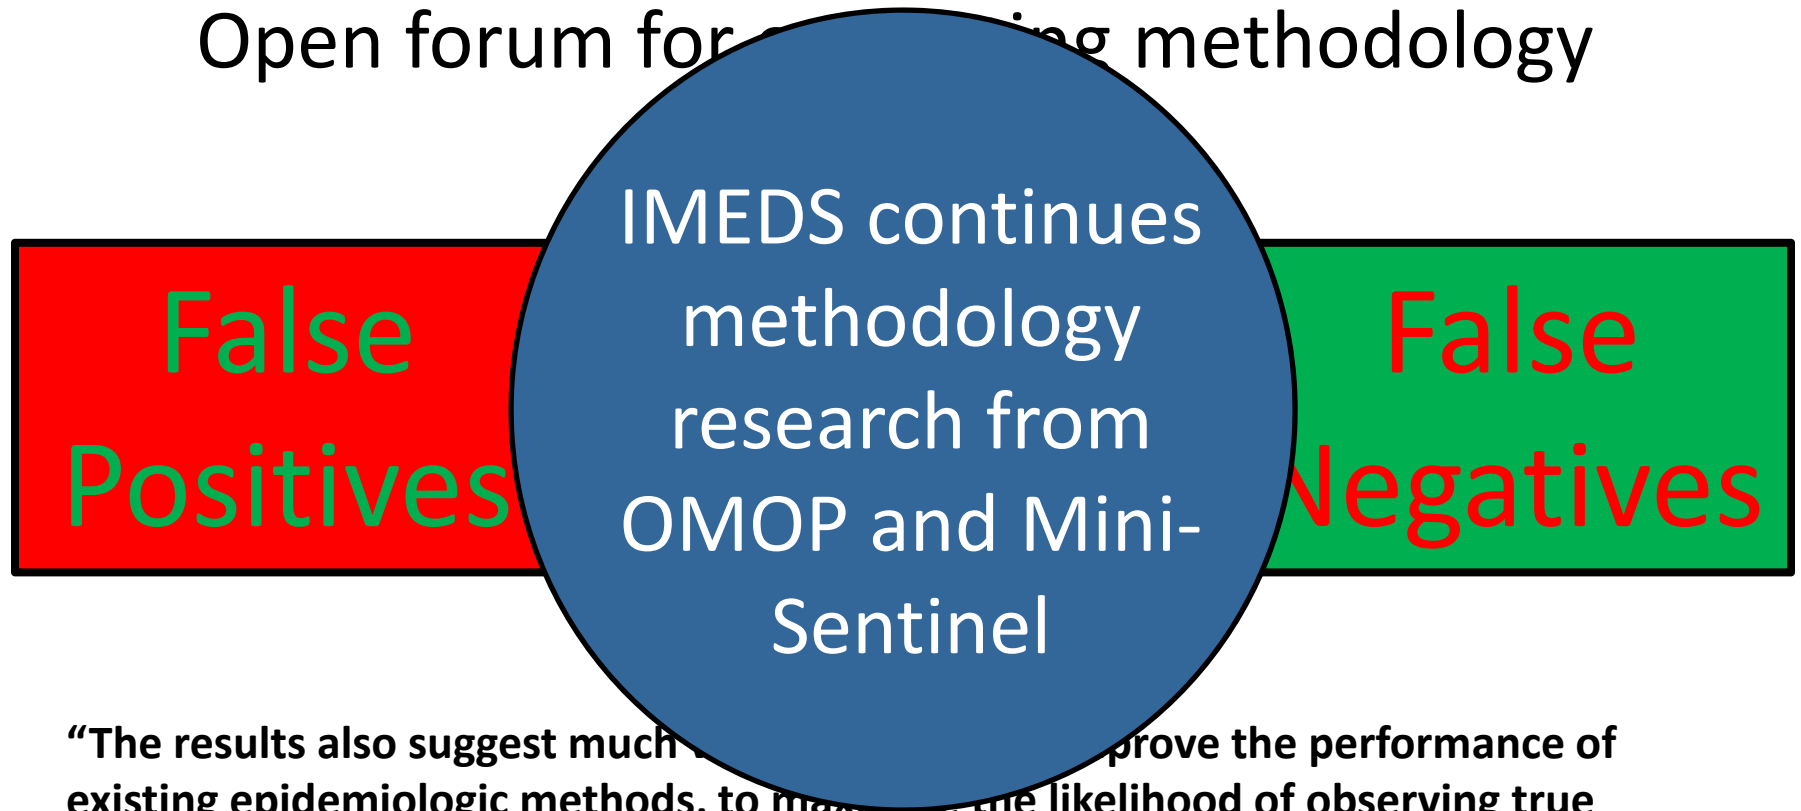 Open forum for methodology
IMEDS continues
methodology
research from
OMOP and Mini-
Sentinel
False
Positives
False
Negatives
“The results also suggest much the performance of
existing epidemiologic methods, to the likelihood of observing true